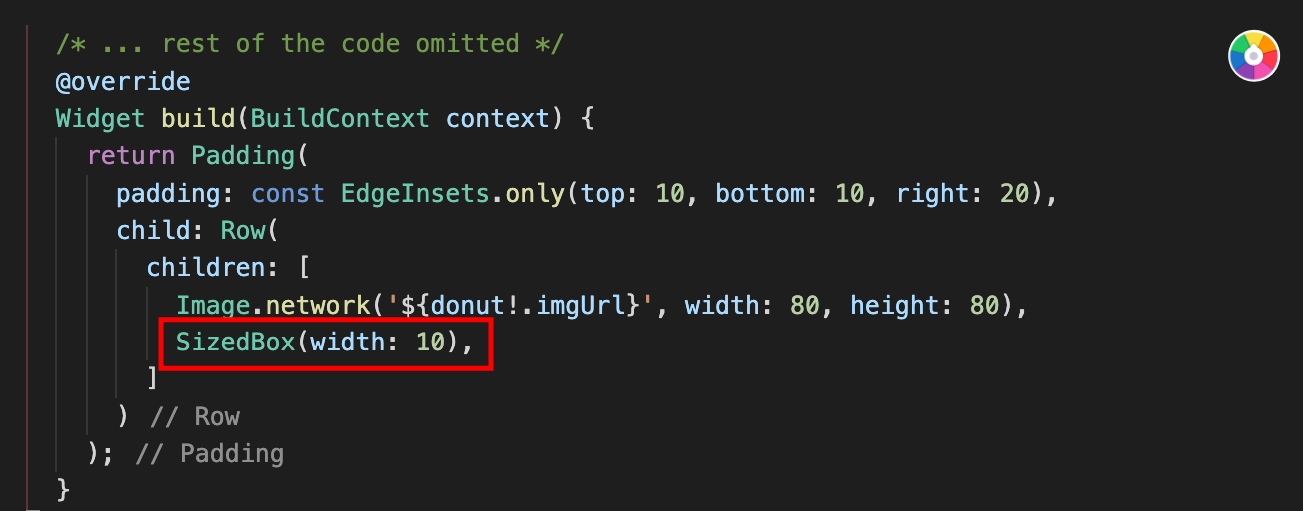 /* ... rest of the code omitted */
@override
Widget build(BuildContext context) {
return Padding(
padding: const EdgeInsets.only(top: 10, bottom: 10, right: 20),
child: Row(
children: [
Image.network('${donut!.imgUrl}', width: 80, height: 80),
SizedBox(width: 10),
]
) // Row
); // Padding
}